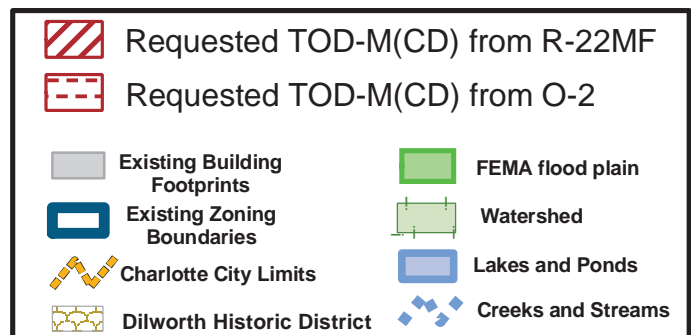 Requested TOD-M(CD) from R-22MF
Requested TOD-M(CD) from O-2
Existing Building
Footprints
Existing Zoning
Boundaries
Charlotte City Limits
Dilworth Historic District
FEMA flood plain
Watershed
Lakes and Ponds
Creeks and Streams